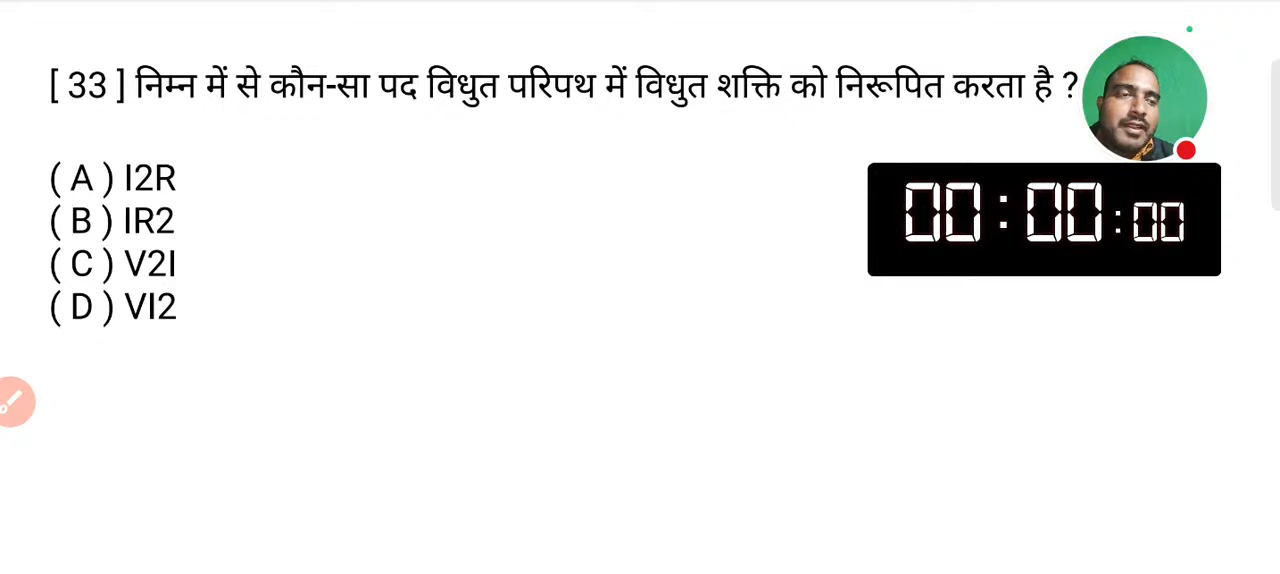 [ 33 ] निम्न में से कौन-सा पद विधुत परिपथ में विधुत शक्ति को निरूपित करता है ?
( A ) I2R
( B ) IR2
( C ) V2I
( D ) VI2
00:00:00